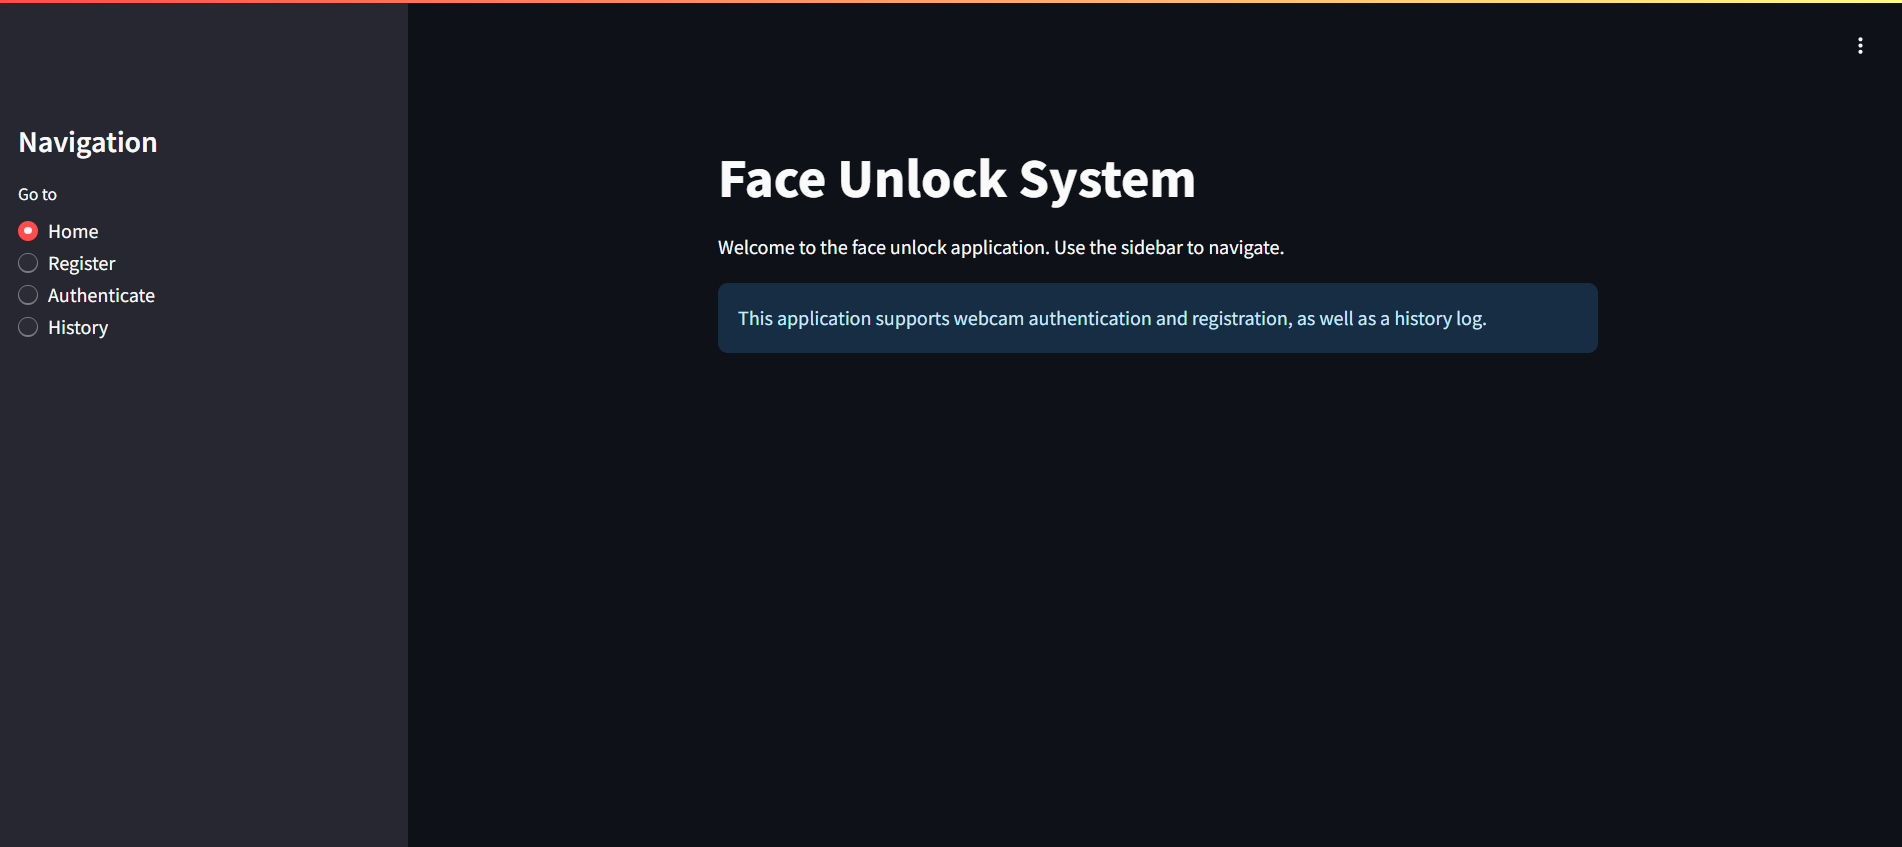 Navigation
Go to
Home
Register
Authenticate
History
Face Unlock System
Welcome to the face unlock application. Use the sidebar to navigate.
This application supports webcam authentication and registration, as well as a history log.